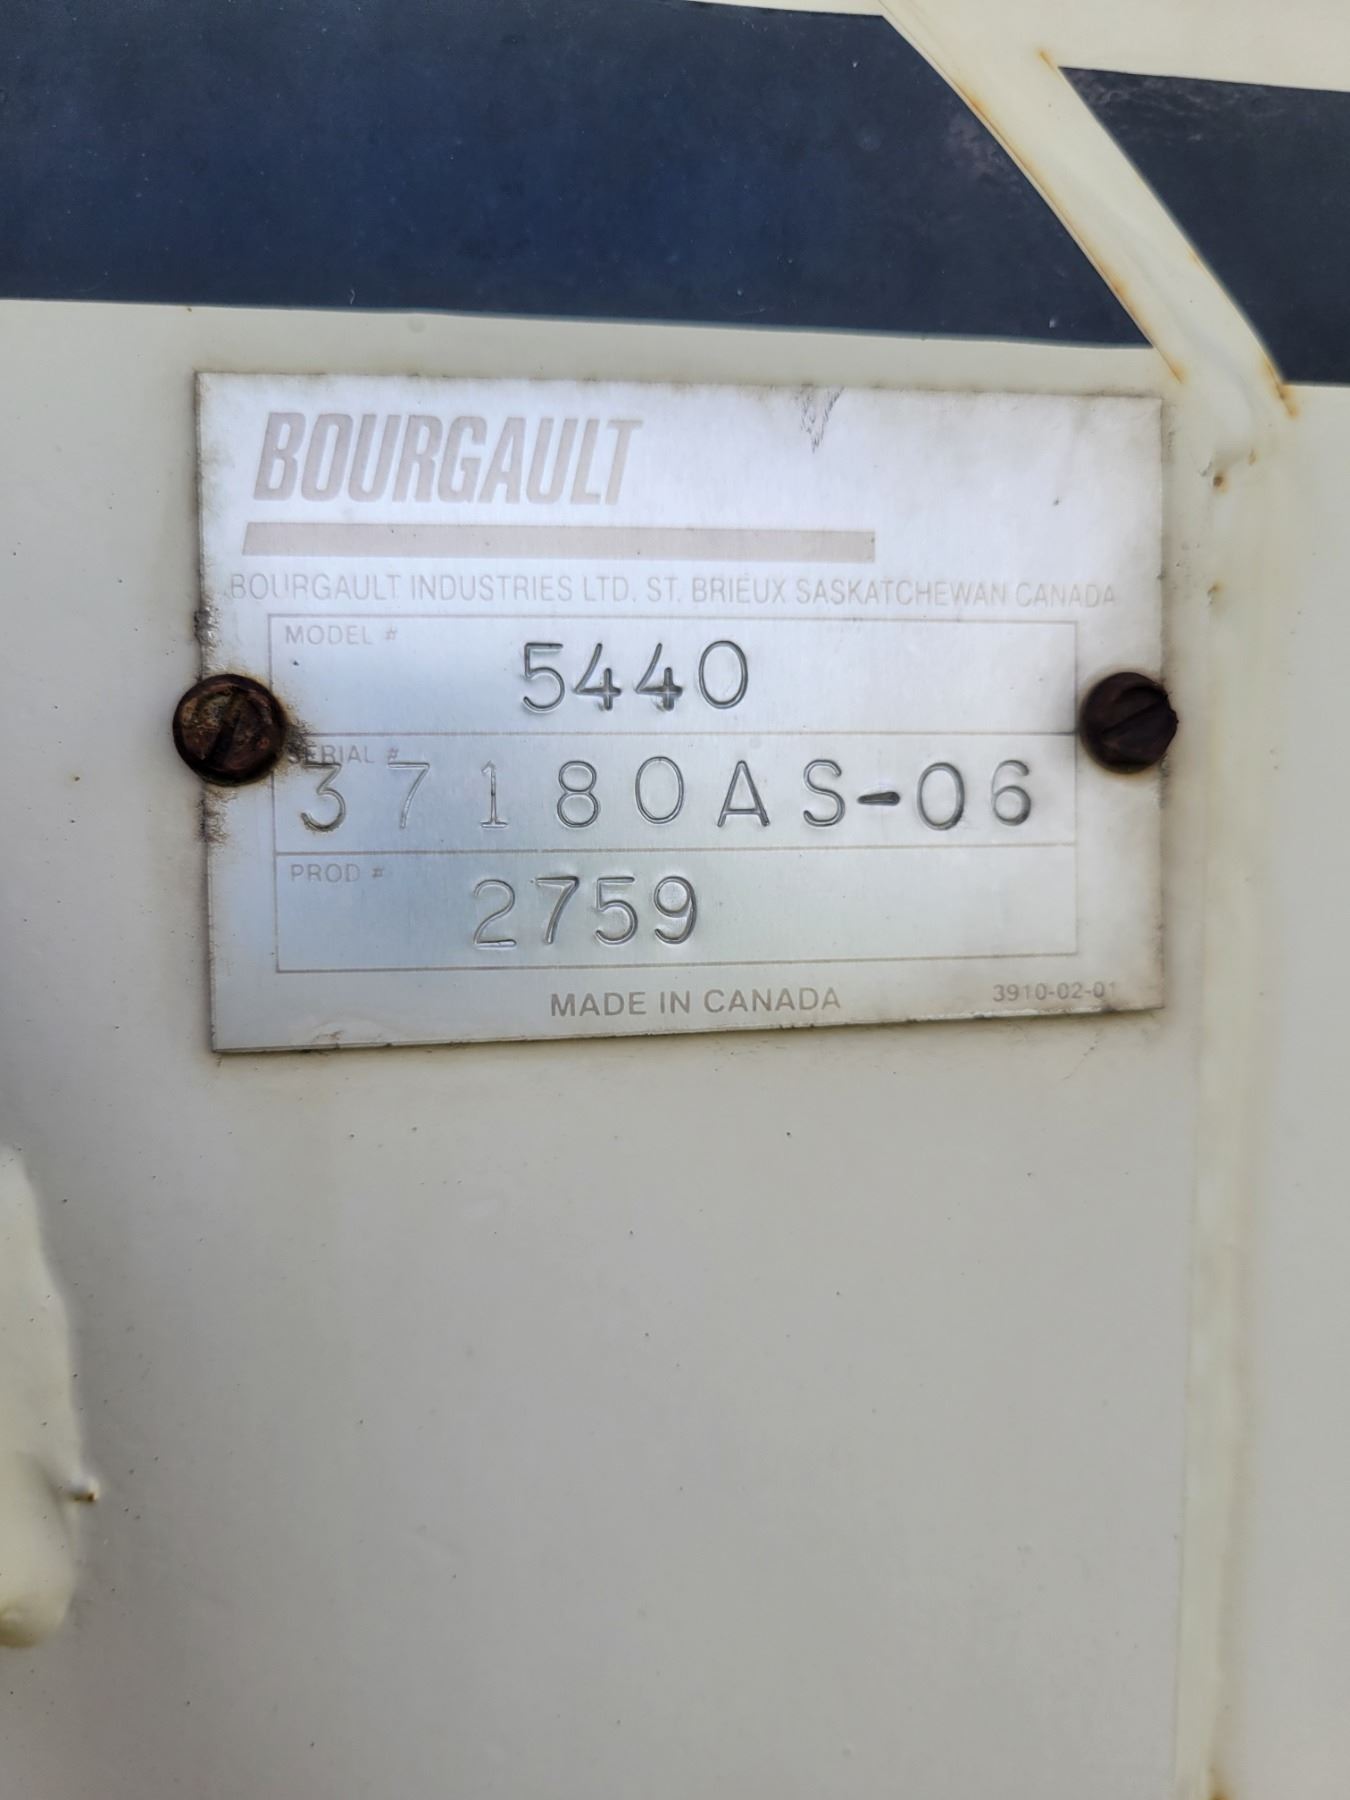 BOURGAULT
BOURGAULT INDUSTRIES LTD. ST. BRIEUX SASKATCHEWAN CANADA
MODEL # 5440
SERIAL # 37180AS-06
PROD # 2759
MADE IN CANADA 3910-02-01